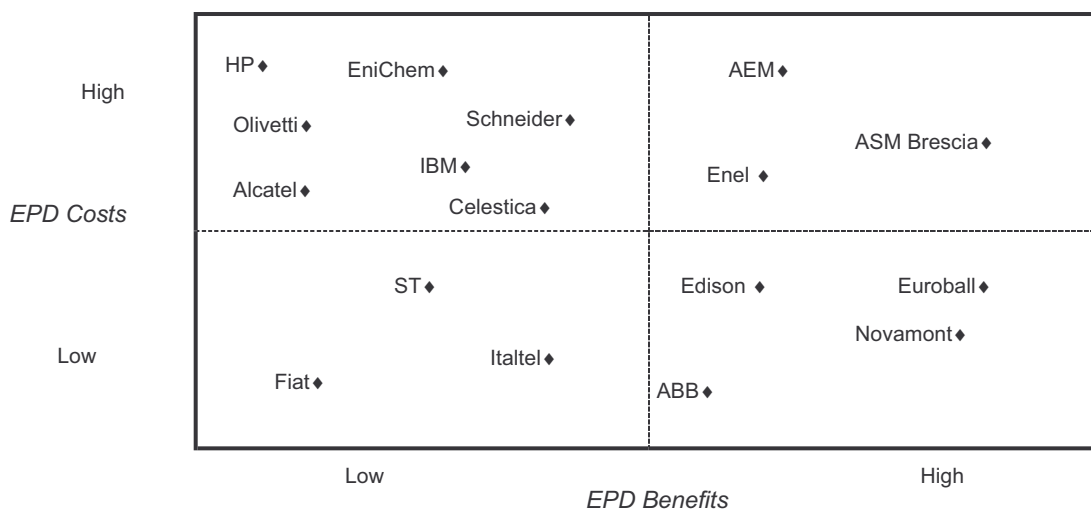 HP
EniChem
AEM
High
Olivetti
Schneider
ASM Brescia
IBM
Enel
Alcatel
Celestica
EPD Costs
ST
Edison
Euroball
Novamont
Low
Italtel
Fiat
ABB
Low
High
EPD Benefits